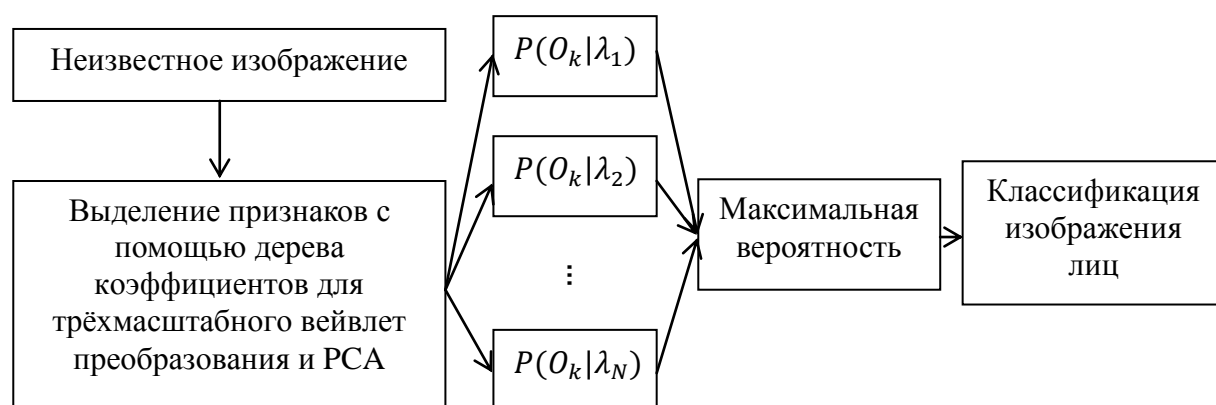 Неизвестное изображение
Выделение признаков с
помощью дерева
коэффициентов для
трёхмасштабного вейвлет
преобразования и PCA
P(O_k|λ_1)
P(O_k|λ_2)
...
P(O_k|λ_N)
Максимальная
вероятность
Классификация
изображения
лиц